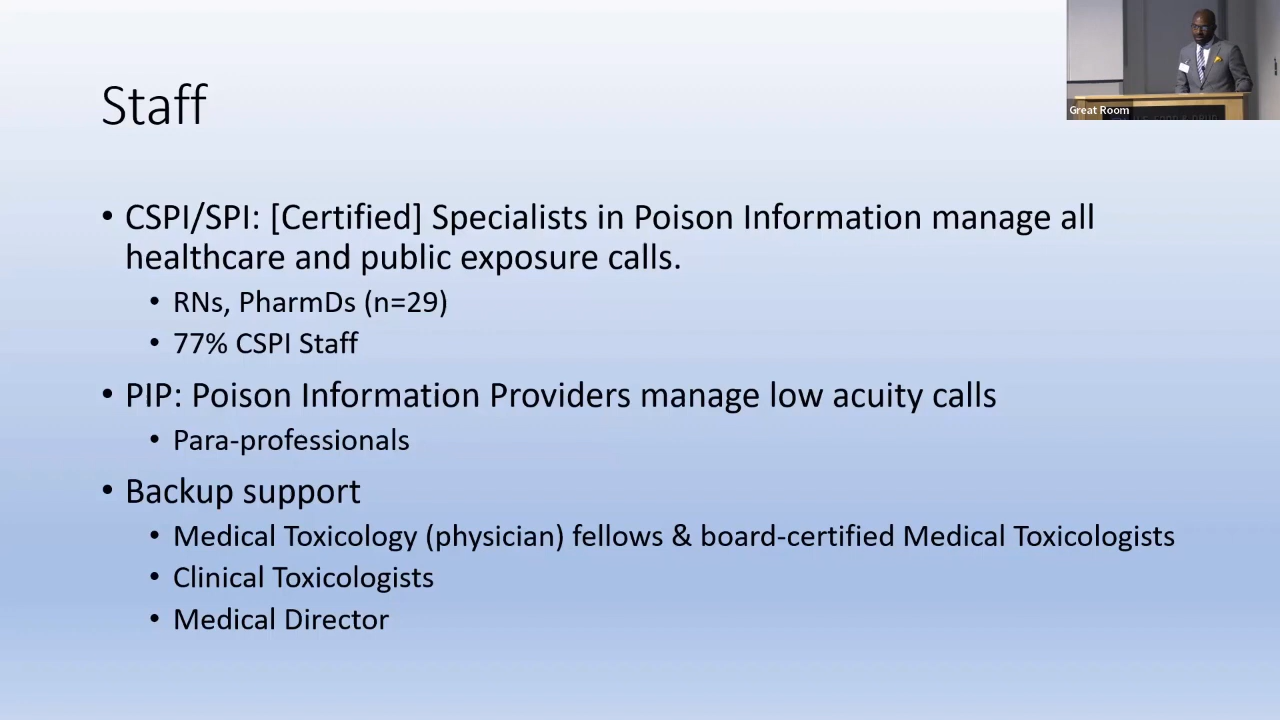 Staff
Great Room
• CSPI/SPI: [Certified] Specialists in Poison Information manage all
healthcare and public exposure calls.
• RNs, PharmDs (n=29)
• 77% CSPI Staff
• PIP: Poison Information Providers manage low acuity calls
• Para-professionals
• Backup support
• Medical Toxicology (physician) fellows & board-certified Medical Toxicologists
• Clinical Toxicologists
• Medical Director